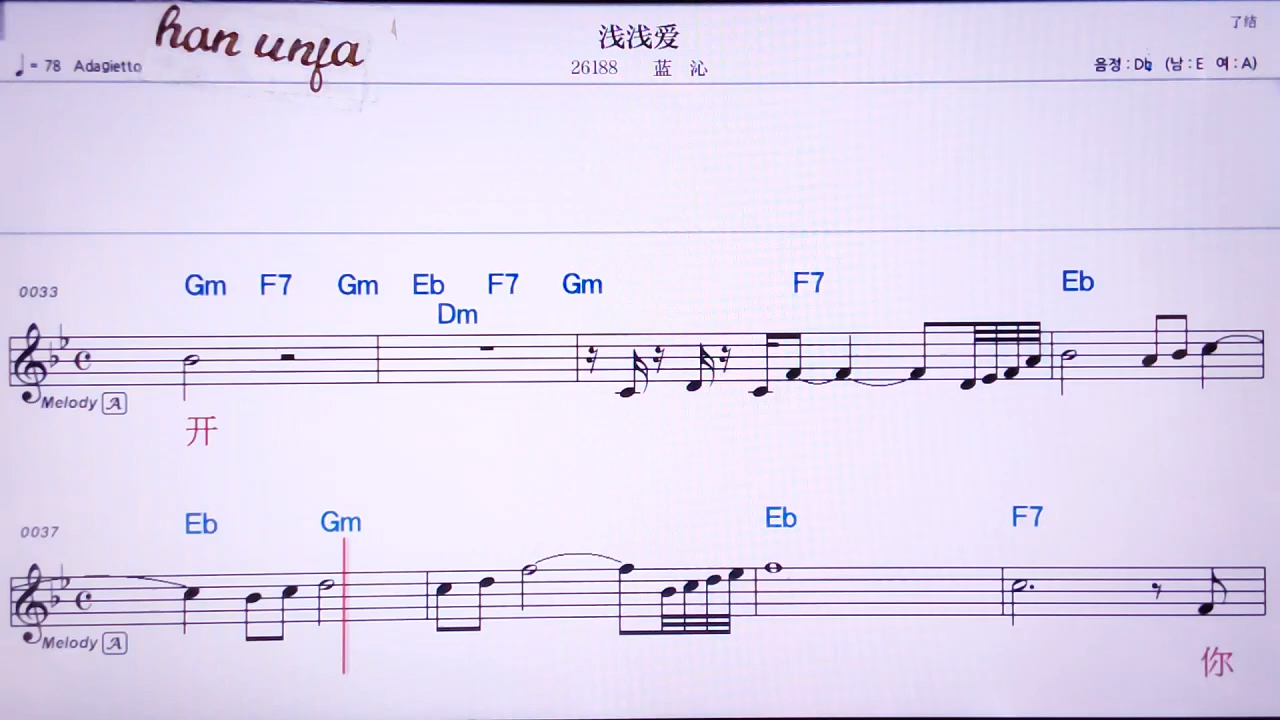 han unfa
浅浅爱
了结
♩= 78 Adagietto
26188 蓝 沁
음정 : Db (남 : E 여 : A)
0033
Gm F7 Gm Eb F7 Gm F7 Eb
Dm
Melody A
开
0037
Eb Gm Eb F7
Melody A
你